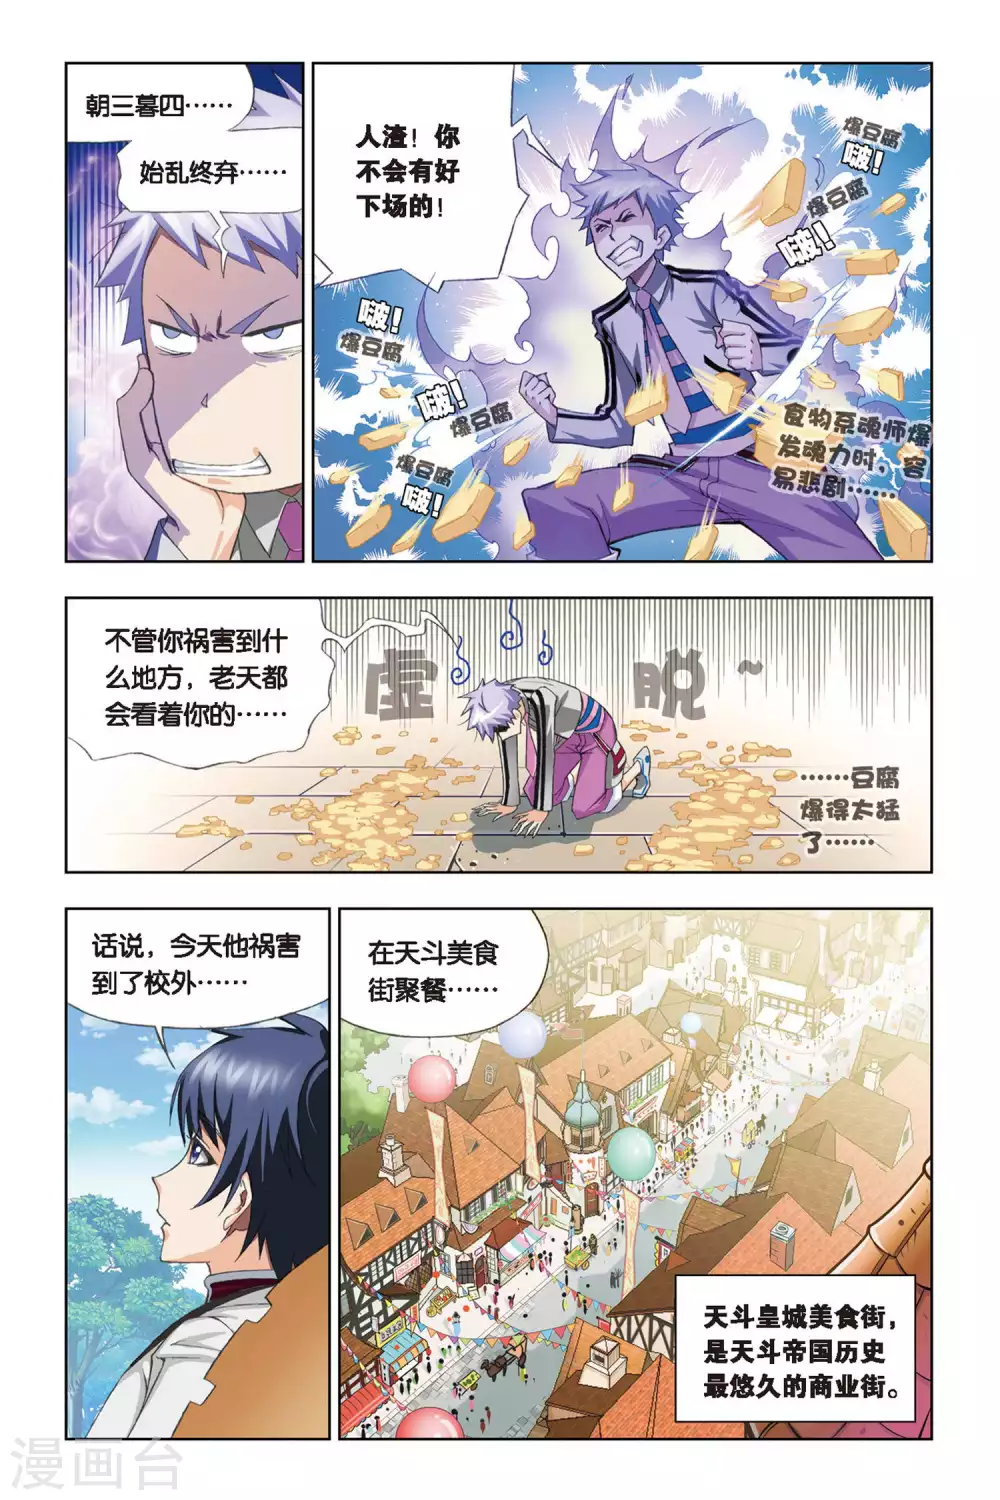 朝三暮四……
始乱终弃……
人渣！你
不会有好
下场的！
爆豆腐
啵！
爆豆腐
啵！
啵！
爆豆腐
啵！
爆豆腐
爆豆腐
啵！
食物系魂师爆
发魂力时，容
易悲剧……
不管你祸害到什
么地方，老天都
会看着你的……
虚 脱～
……豆腐
爆得太猛
了……
话说，今天他祸害
到了校外……
在天斗美食
街聚餐……
天斗皇城美食街，
是天斗帝国历史
最悠久的商业街。
漫画台